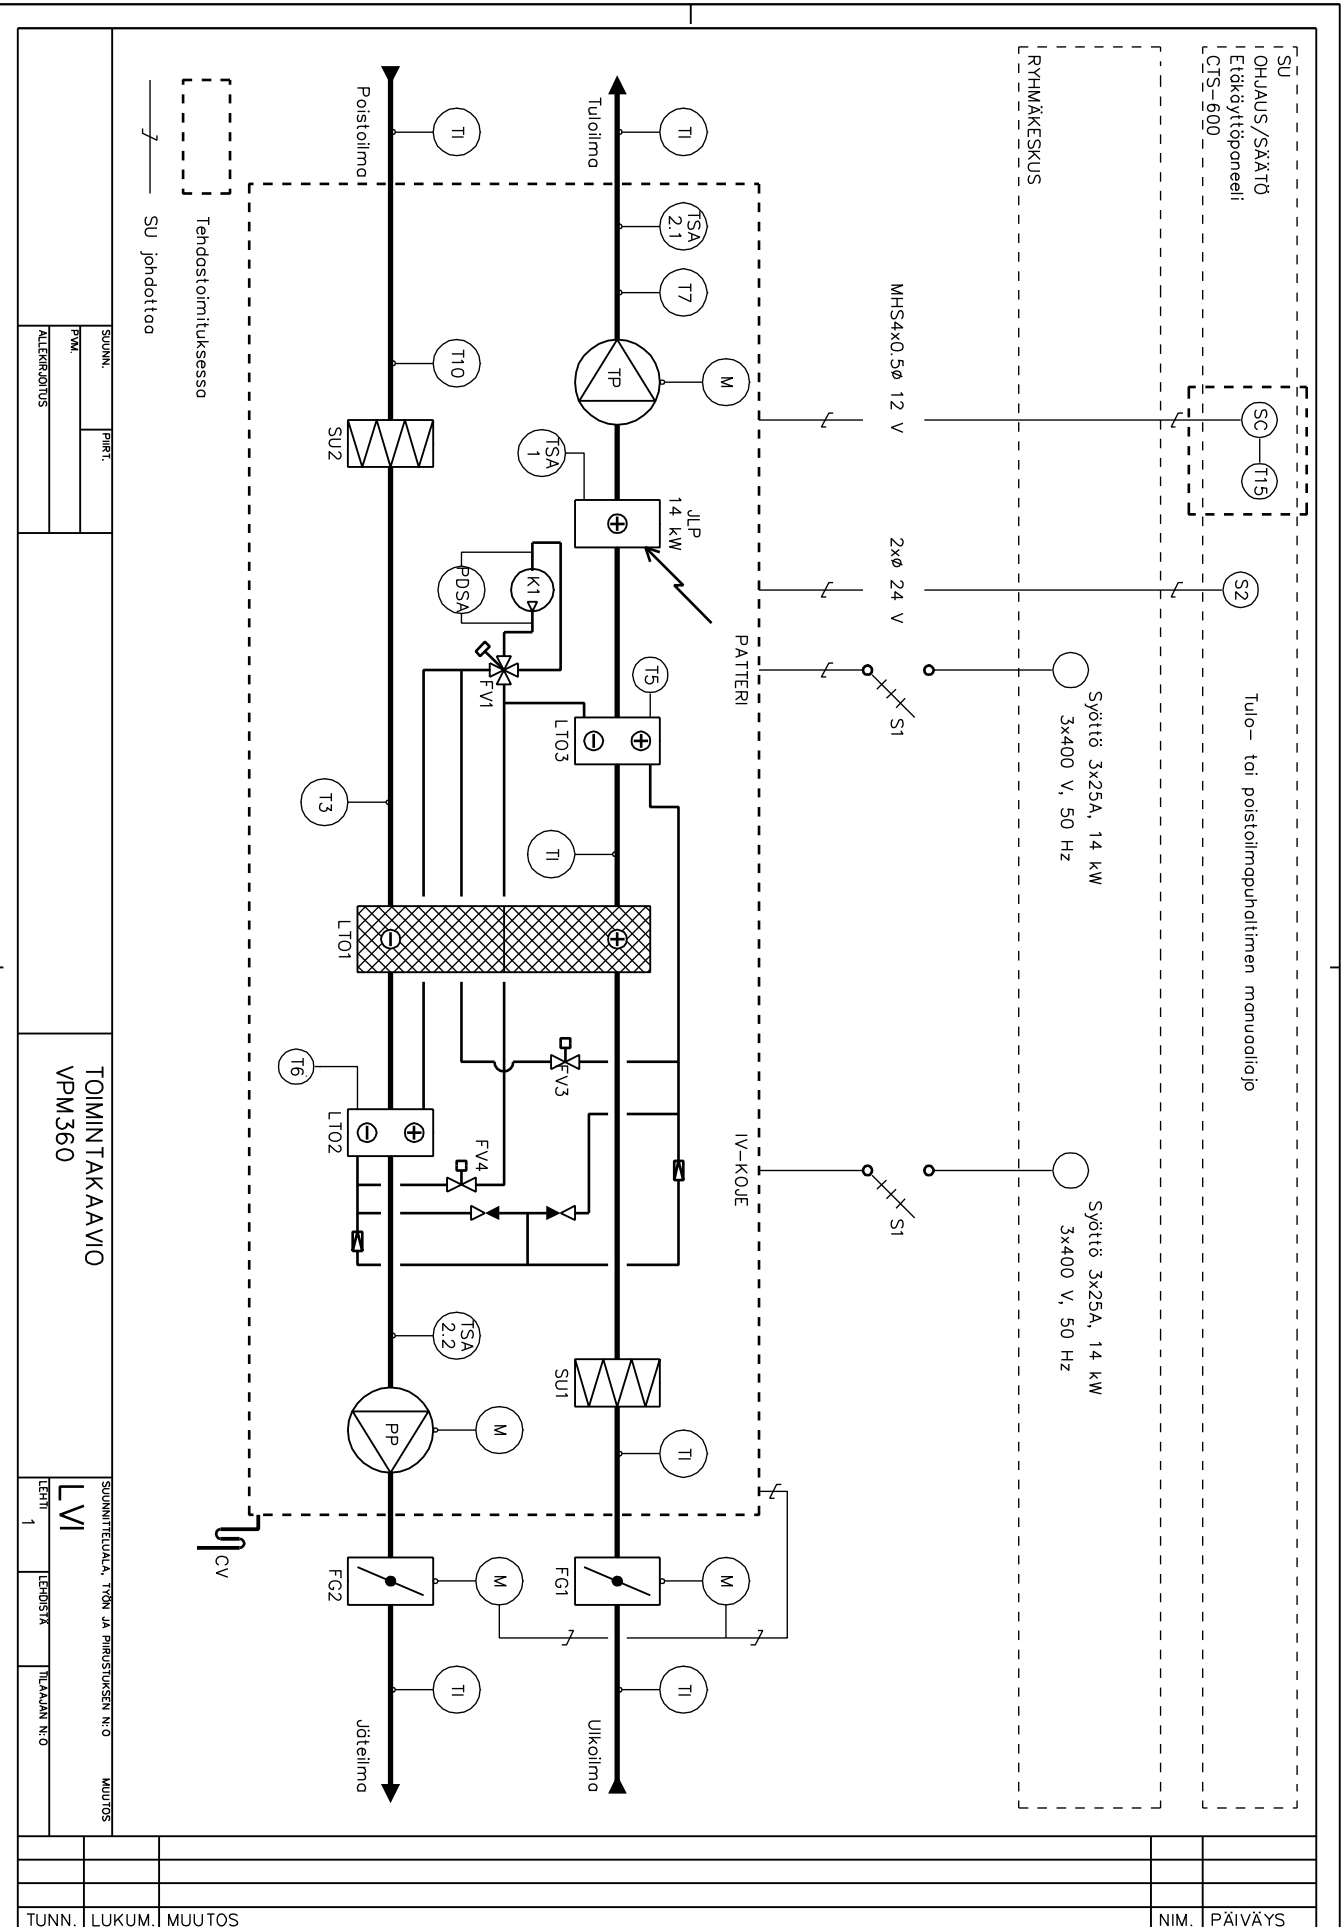 SU
OHJAUS/SÄÄTÖ
Etäkäyttöpaneeli
CTS-600
SC
T15
S2
Tulo- tai poistoilmapuhaltimen manuaaliajo
RYHMÄKESKUS
Syöttö 3x25A, 14 kW
3x400 V, 50 Hz
Syöttö 3x25A, 14 kW
3x400 V, 50 Hz
MHS4x0.5ø 12 V
2xø 24 V
S1
S1
PATTERI
IV-KOJE
TI
TSA
2.1
T7
M
JLP
14 kW
T5
TI
M
TI
Tuloilma
TP
TSA
1
LTO3
TI
FV3
SU1
FG1
Ulkoilma
K1
PDSA
FV1
FV4
TI
T10
TSA
2.2
M
M
TI
Poistoilma
SU2
T3
LTO1
T6
LTO2
PP
FG2
Jäteilma
CV
Tehdastoimituksessa
SU johdottaa
SUUNN.
PIIRT.
PVM.
ALLEKIRJOITUS
TOIMINTAKAAVIO
VPM360
SUUNNITTELUALA, TYÖN JA PIIRUSTUKSEN N:O
MUUTOS
LVI
LEHTI
1
LEHDISTÄ
TILAAJAN N:O
TUNN.
LUKUM.
MUUTOS
NIM.
PÄIVÄYS